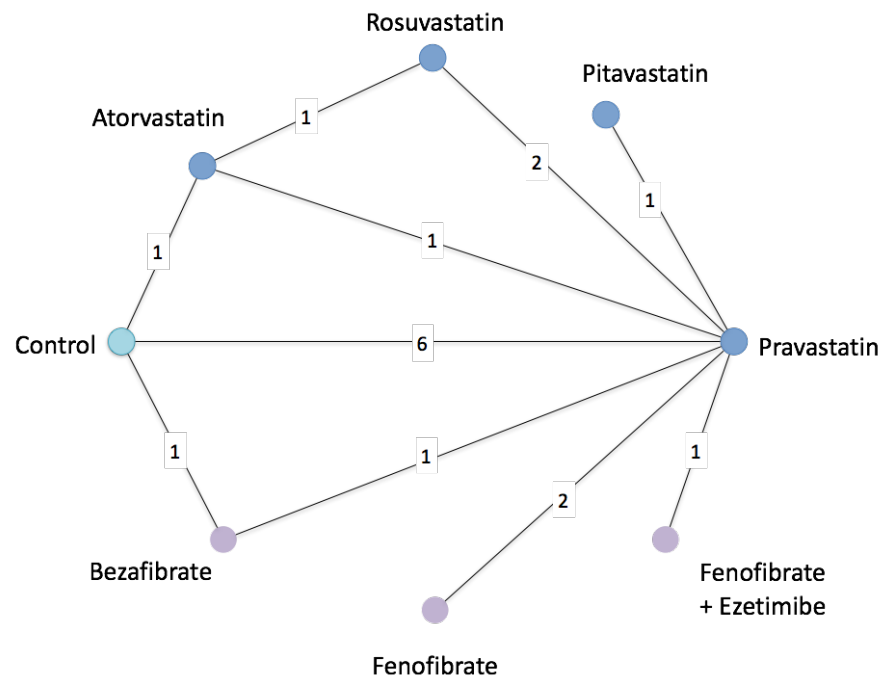 Rosuvastatin
Pitavastatin
Atorvastatin
1
2
1
1
1
Control
6
Pravastatin
1
1
1
2
Bezafibrate
Fenofibrate
+ Ezetimibe
Fenofibrate